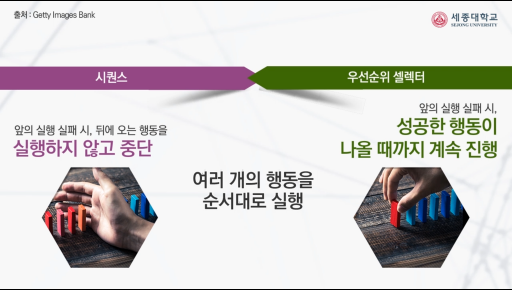 출처 : Getty Images Bank
세종대학교
SEJONG UNIVERSITY
시퀀스
우선순위 셀렉터
앞의 실행 실패 시, 뒤에 오는 행동을
실행하지 않고 중단
앞의 실행 실패 시,
성공한 행동이
나올 때까지 계속 진행
여러 개의 행동을
순서대로 실행